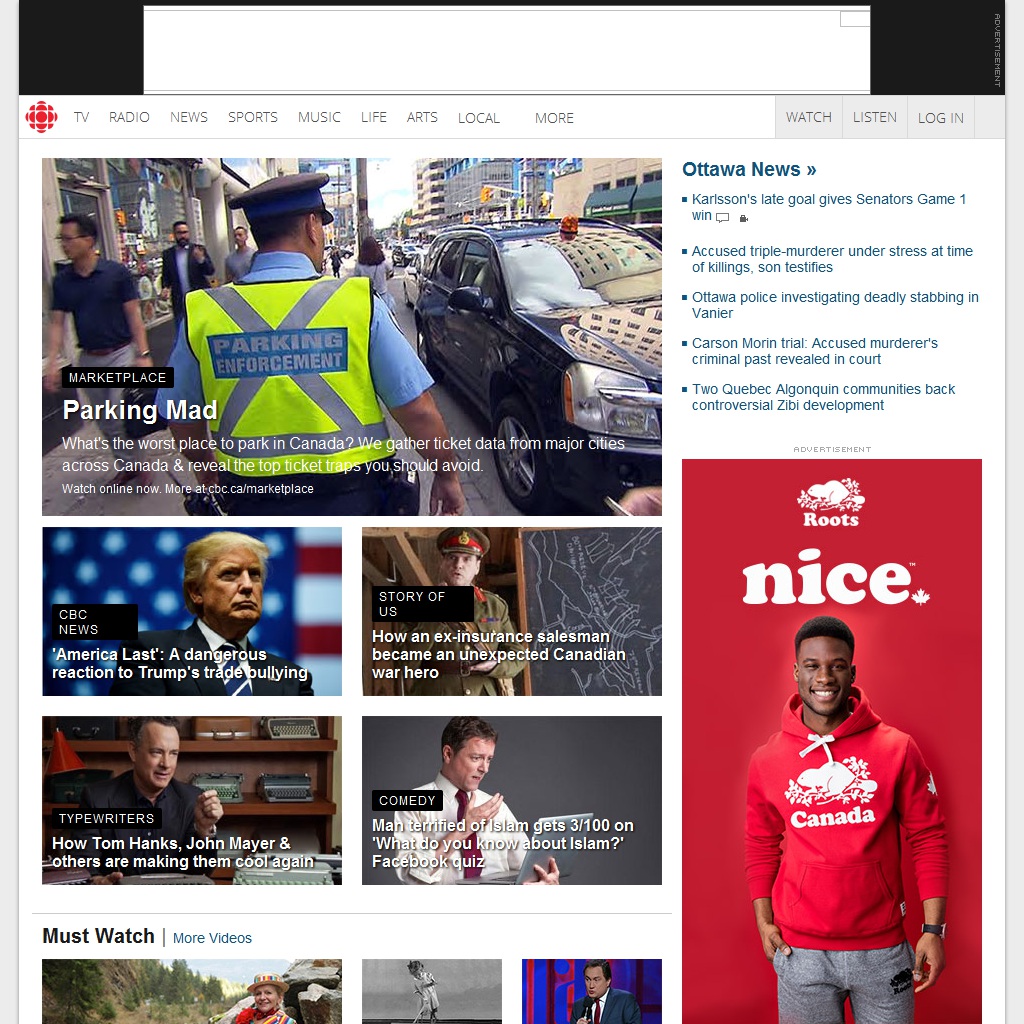 ADVERTISEMENT
TV RADIO NEWS SPORTS MUSIC LIFE ARTS LOCAL MORE WATCH LISTEN LOG IN
PARKING
ENFORCEMENT
MARKETPLACE
Parking Mad
What's the worst place to park in Canada? We gather ticket data from major cities
across Canada & reveal the top ticket traps you should avoid.
Watch online now. More at cbc.ca/marketplace
Ottawa News »
Karlsson's late goal gives Senators Game 1
win
Accused triple-murderer under stress at time
of killings, son testifies
Ottawa police investigating deadly stabbing in
Vanier
Carson Morin trial: Accused murderer's
criminal past revealed in court
Two Quebec Algonquin communities back
controversial Zibi development
ADVERTISEMENT
Roots
nice.™
Canada
Roots
CBC
NEWS
'America Last': A dangerous
reaction to Trump's trade bullying
STORY OF
US
How an ex-insurance salesman
became an unexpected Canadian
war hero
TYPEWRITERS
How Tom Hanks, John Mayer &
others are making them cool again
COMEDY
Man terrified of Islam gets 3/100 on
'What do you know about Islam?'
Facebook quiz
Must Watch | More Videos